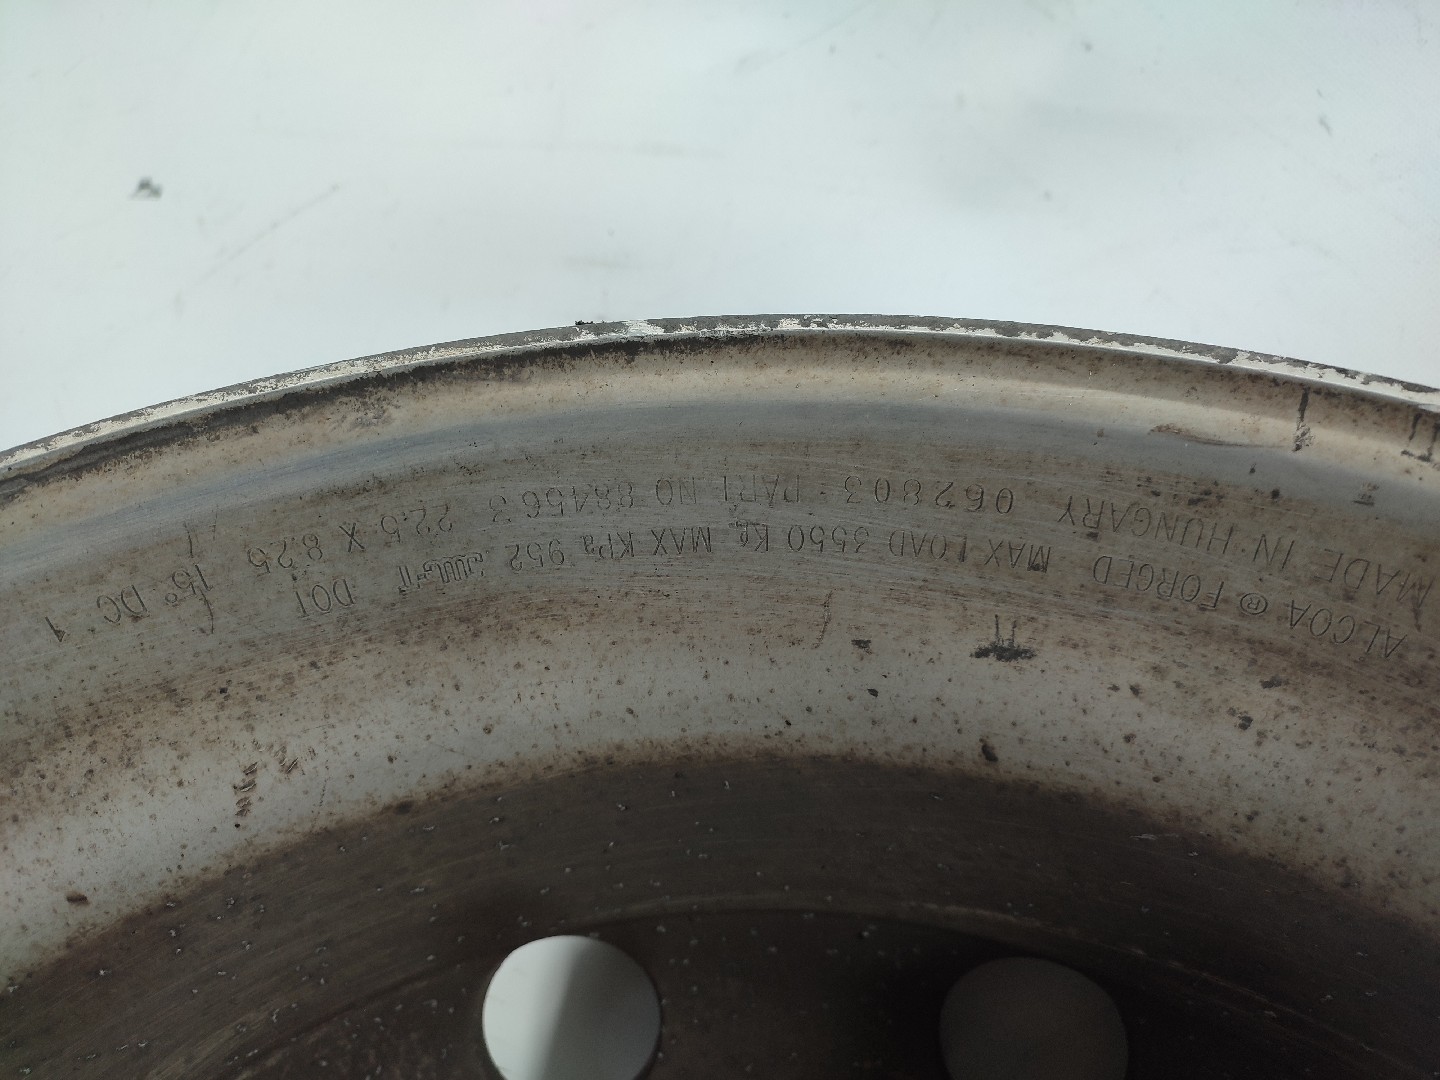 ALCOA ® FORGED MAX LOAD 3550 Kg MAX KPa 952 JWL-T DOT
MADE IN HUNGARY 062803 PART NO 884563 22.5 X 8.25 15° DC 1